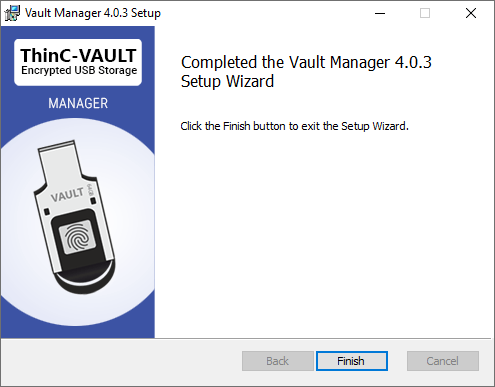 Vault Manager 4.0.3 Setup
ThinC-VAULT
Encrypted USB Storage
MANAGER
VAULT
64GB
Completed the Vault Manager 4.0.3
Setup Wizard
Click the Finish button to exit the Setup Wizard.
Back
Finish
Cancel